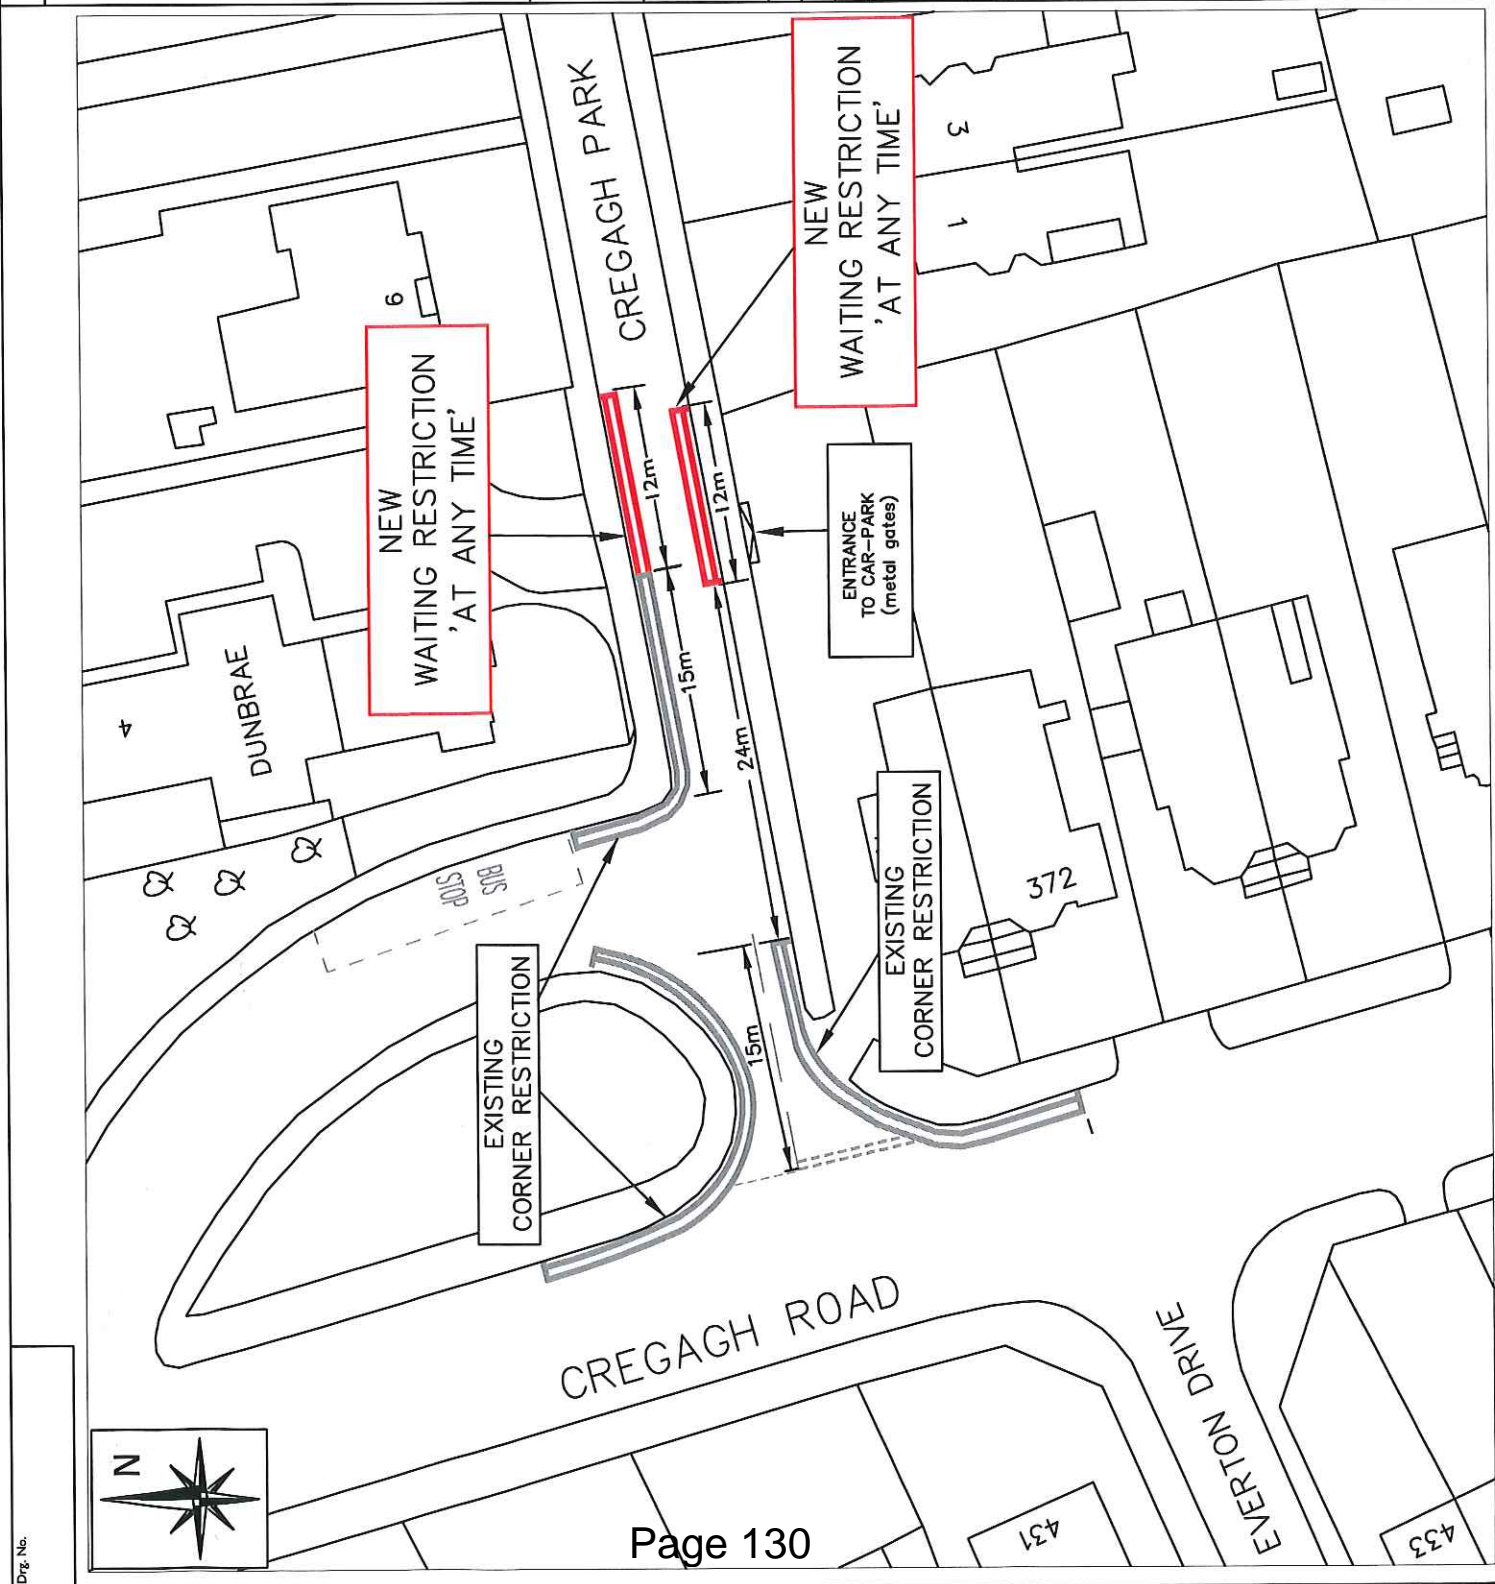 CREGAGH PARK
NEW
WAITING RESTRICTION
'AT ANY TIME'
NEW
WAITING RESTRICTION
'AT ANY TIME'
3
1
6
12m
12m
ENTRANCE
TO CAR-PARK
(metal gates)
15m
24m
DUNBRAE
4
BUS
STOP
EXISTING
CORNER RESTRICTION
EXISTING
CORNER RESTRICTION
372
15m
CREGAGH ROAD
EVERTON DRIVE
431
433
N
Drg. No.
Page 130